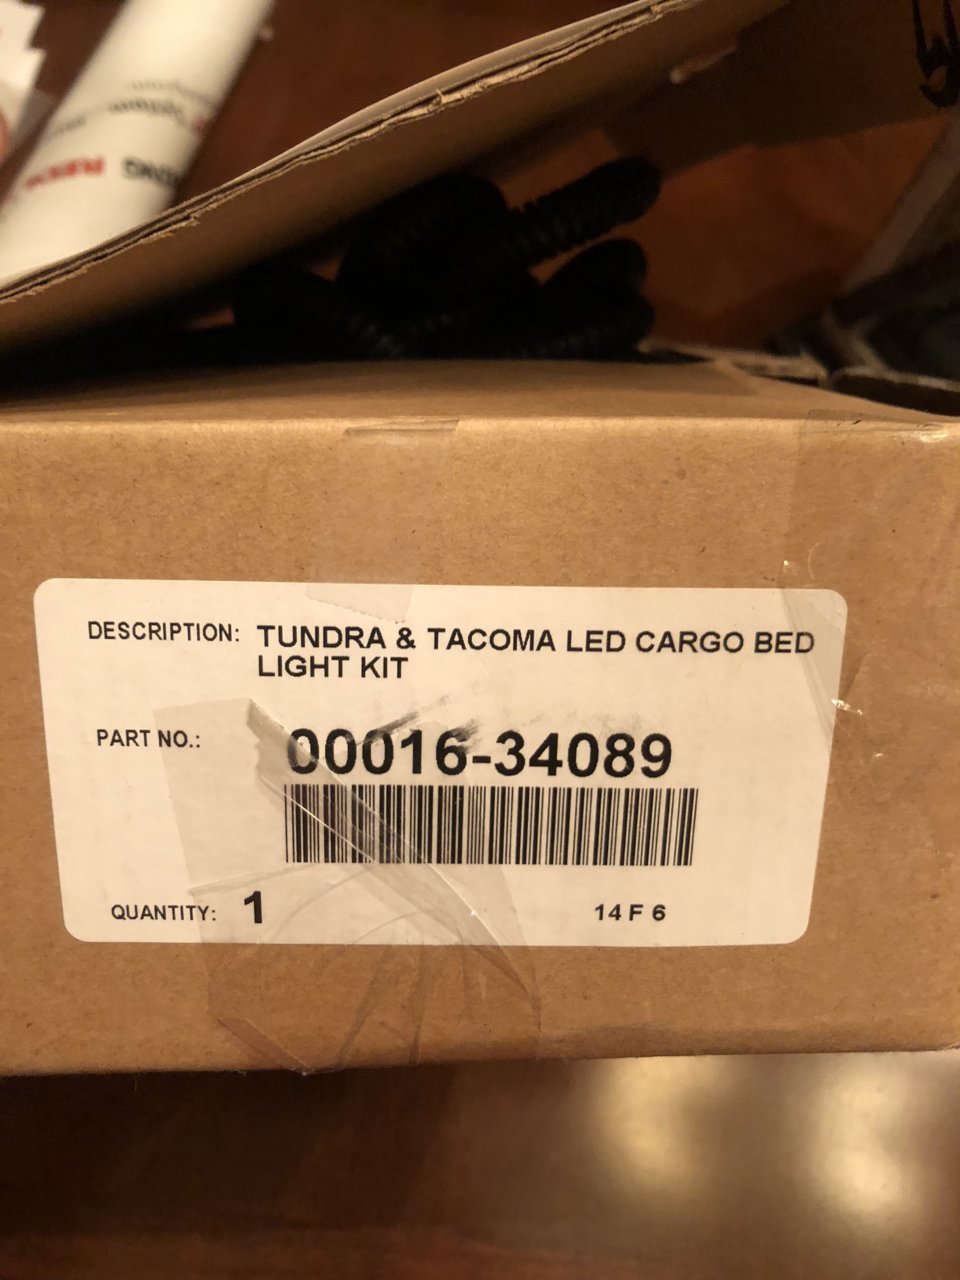 DESCRIPTION: TUNDRA & TACOMA LED CARGO BED
LIGHT KIT
PART NO.: 00016-34089
QUANTITY: 1 14 F 6